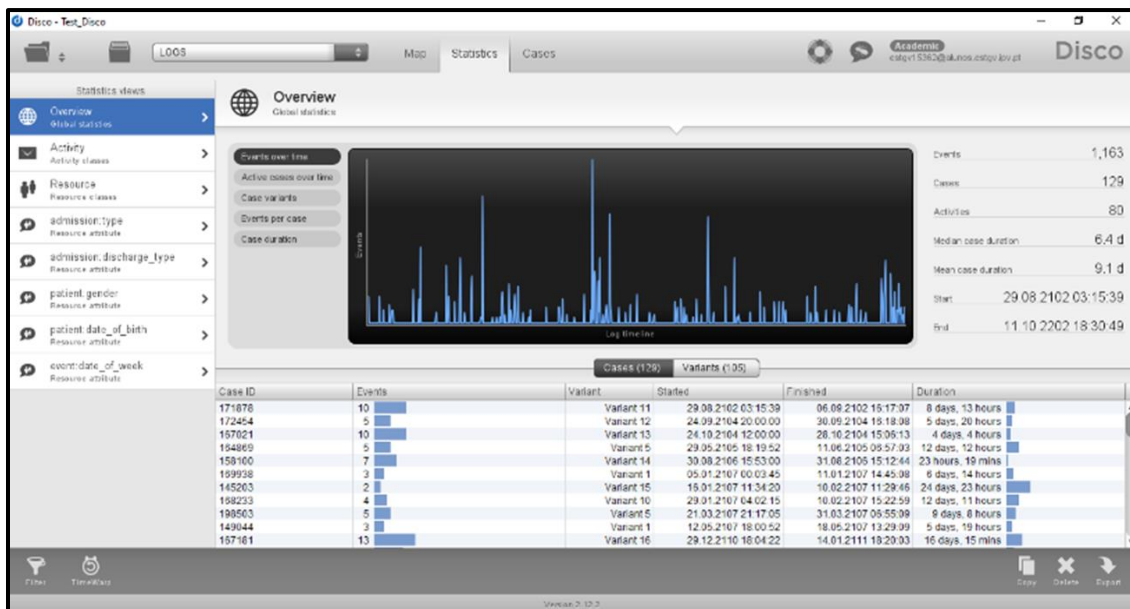 Disco - Test_Disco
LOGS
Map
Statistics
Cases
Academic
Disco
Statistics views
Overview
Global statistics
Activity
Activity classes
Resource
Resource classes
admission:type
Resource attribute
admission:discharge_type
Resource attribute
patient:gender
Resource attribute
patient:date_of_birth
Resource attribute
event:date_of_week
Resource attribute
Overview
Global statistics
Events over time
Active cases over time
Case variants
Events per case
Case duration
Events
Log timeline
Events 1,163
Cases 129
Activities 80
Median case duration 6.4 d
Mean case duration 9.1 d
Start 29.08.2102 03:15:39
End 11.10.2202 18:30:49
Cases (129) Variants (105)
Case ID Events Variant Started Finished Duration
171878 10 Variant 11 29.08.2102 03:15:39 06.09.2102 16:17:07 8 days, 13 hours
172454 5 Variant 12 24.09.2104 20:00:00 30.09.2104 16:18:08 5 days, 20 hours
167021 10 Variant 13 24.10.2104 12:00:00 28.10.2104 15:06:13 4 days, 4 hours
164869 5 Variant 5 29.05.2105 18:19:52 11.06.2105 06:57:03 12 days, 12 hours
158100 7 Variant 14 30.08.2106 15:53:00 31.08.2106 15:12:44 23 hours, 19 mins
169938 3 Variant 1 05.01.2107 00:03:45 11.01.2107 14:45:08 6 days, 14 hours
145203 2 Variant 15 16.01.2107 11:34:20 10.02.2107 11:29:46 24 days, 23 hours
168233 4 Variant 10 29.01.2107 04:02:15 10.02.2107 15:22:59 12 days, 11 hours
198503 5 Variant 5 21.03.2107 21:17:05 31.03.2107 06:55:09 9 days, 8 hours
149044 3 Variant 1 12.05.2107 18:00:52 18.05.2107 13:29:09 5 days, 19 hours
167181 13 Variant 16 29.12.2110 18:04:22 14.01.2111 18:20:03 16 days, 15 mins
Filter
TimeWarp
Copy
Delete
Export
Version 2.12.2